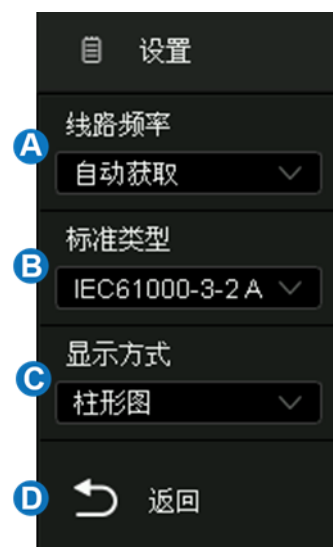 设置
A 线路频率
自动获取
B 标准类型
IEC61000-3-2 A
C 显示方式
柱形图
D 返回